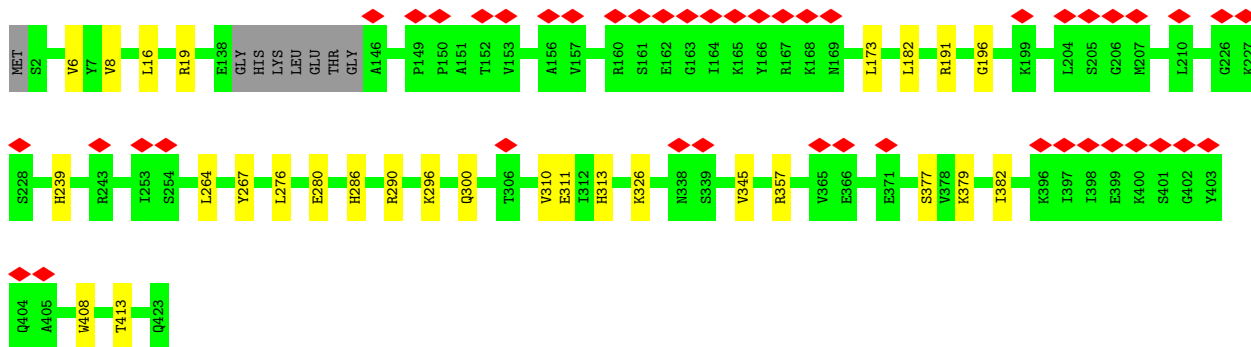 MET S2 V6 Y7 V8 L16 R19 E138 GLY HIS LYS LEU GLU THR GLY A146 P149 P150 A151 T152 V153 A156 V157 R160 S161 E162 G163 I164 K165 Y166 R167 K168 N169 L173 L182 R191 G196 K199 L204 S205 G206 M207 L210 G226 K227
S228 H239 R243 I253 S254 L264 Y267 L276 E280 H286 R290 K296 Q300 T306 V310 E311 I312 H313 K326 N338 S339 V345 R357 V365 E366 E371 S377 V378 K379 I382 K396 I397 I398 E399 K400 S401 G402 Y403
Q404 A405 W408 T413 Q423